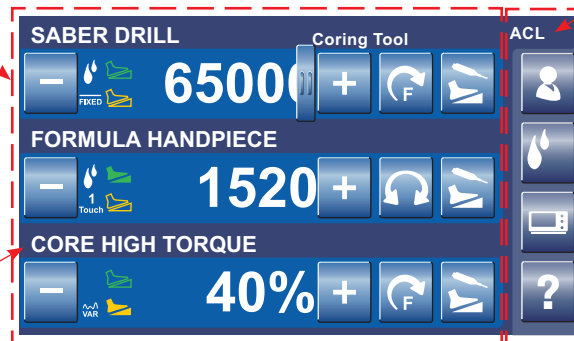 SABER DRILL
Coring Tool
ACL
FIXED
65000
+
F
FORMULA HANDPIECE
1
Touch
1520
+
CORE HIGH TORQUE
VAR
40%
+
F
?